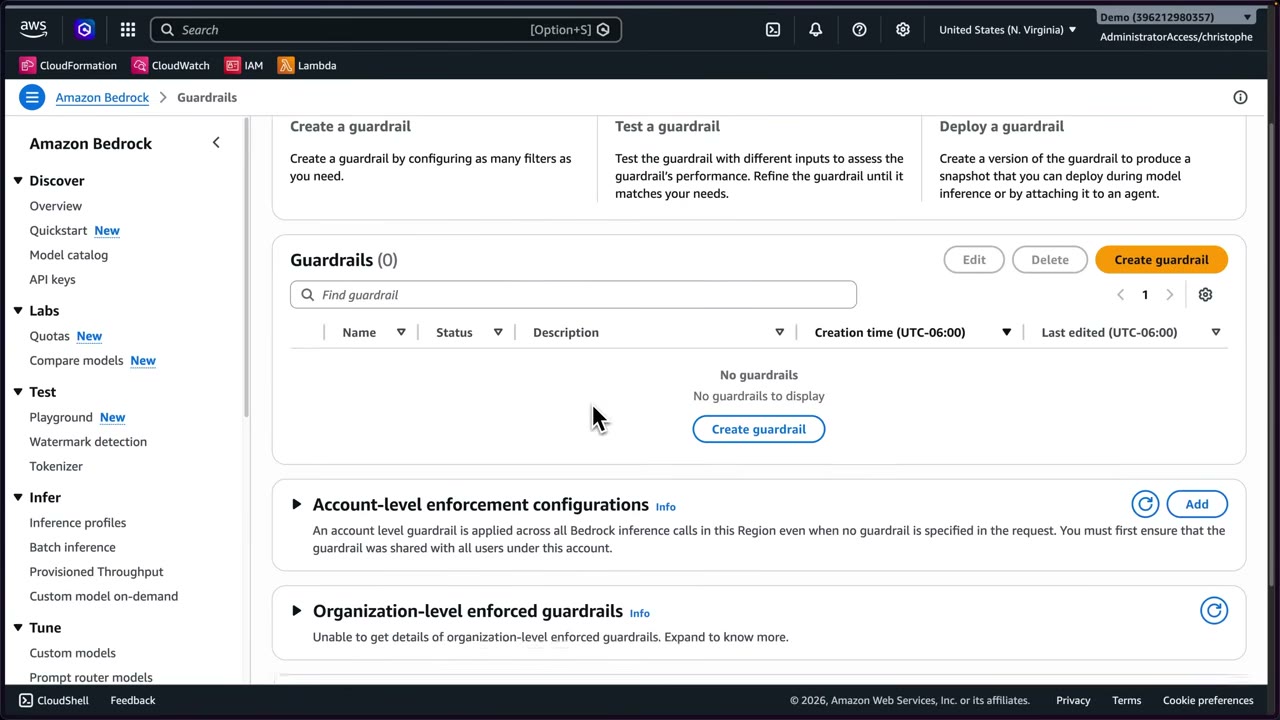 aws
Search [Option+S]
United States (N. Virginia)
Demo (396212980357)
AdministratorAccess/christophe
CloudFormation CloudWatch IAM Lambda
Amazon Bedrock > Guardrails
Amazon Bedrock
Discover
Overview
Quickstart New
Model catalog
API keys
Labs
Quotas New
Compare models New
Test
Playground New
Watermark detection
Tokenizer
Infer
Inference profiles
Batch inference
Provisioned Throughput
Custom model on-demand
Tune
Custom models
Prompt router models
Create a guardrail
Create a guardrail by configuring as many filters as
you need.
Test a guardrail
Test the guardrail with different inputs to assess the
guardrail's performance. Refine the guardrail until it
matches your needs.
Deploy a guardrail
Create a version of the guardrail to produce a
snapshot that you can deploy during model
inference or by attaching it to an agent.
Guardrails (0)
Edit Delete Create guardrail
Find guardrail
1
Name Status Description Creation time (UTC-06:00) Last edited (UTC-06:00)
No guardrails
No guardrails to display
Create guardrail
Account-level enforcement configurations Info
Add
An account level guardrail is applied across all Bedrock inference calls in this Region even when no guardrail is specified in the request. You must first ensure that the
guardrail was shared with all users under this account.
Organization-level enforced guardrails Info
Unable to get details of organization-level enforced guardrails. Expand to know more.
CloudShell Feedback
© 2026, Amazon Web Services, Inc. or its affiliates. Privacy Terms Cookie preferences